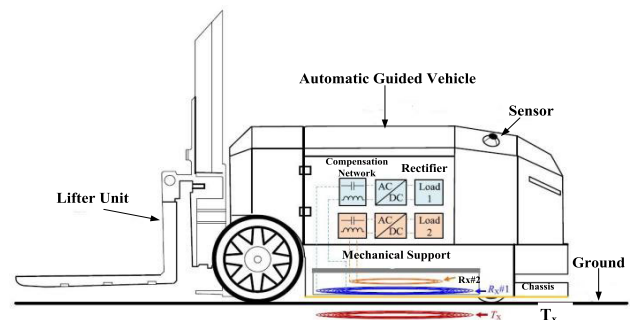 Automatic Guided Vehicle
Sensor
Compensation
Network
Rectifier
AC
DC
Load
1
Lifter Unit
AC
DC
Load
2
Mechanical Support
Ground
Rx#2
Rx#1
Chassis
Tx
Tx